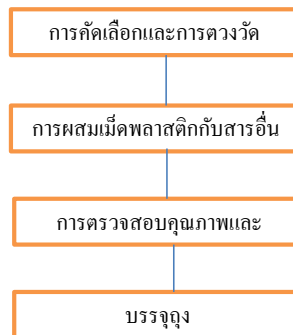 การคัดเลือกและการตวงวัด
การผสมเม็ดพลาสติกกับสารอื่น
การตรวจสอบคุณภาพและ
บรรจุถุง